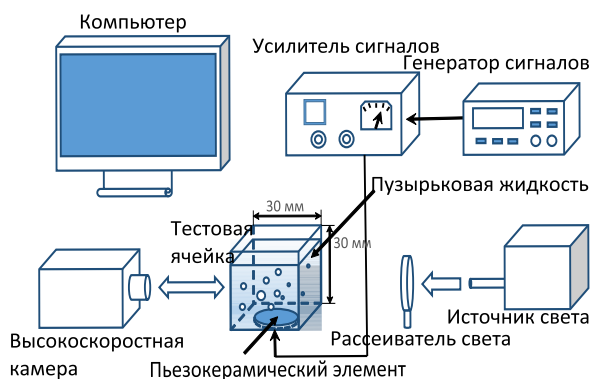 Компьютер
Усилитель сигналов
Генератор сигналов
Пузырьковая жидкость
30 мм
Тестовая
ячейка
30 мм
Источник света
Рассеиватель света
Высокоскоростная
камера
Пьезокерамический элемент